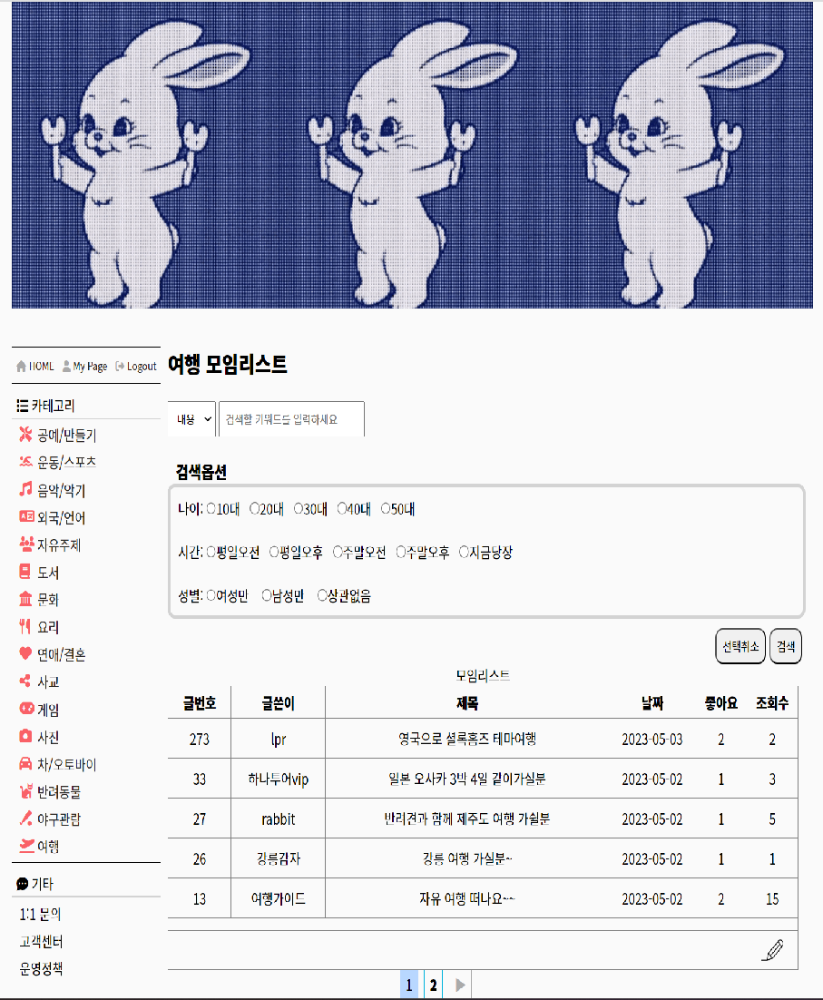 HOME My Page Logout
카테고리
공예/만들기
운동/스포츠
음악/악기
외국/언어
자유주제
도서
문화
요리
연애/결혼
사교
게임
사진
차/오토바이
반려동물
야구관람
여행
기타
1:1 문의
고객센터
운영정책
여행 모임리스트
내용 검색할 키워드를 입력하세요
검색옵션
나이: 10대 20대 30대 40대 50대
시간: 평일오전 평일오후 주말오전 주말오후 지금당장
성별: 여성만 남성만 상관없음
선택취소 검색
모임리스트
글번호 글쓴이 제목 날짜 좋아요 조회수
273 lpr 영국으로 셜록홈즈 테마여행 2023-05-03 2 2
33 하나투어vip 일본 오사카 3박 4일 같이가실분 2023-05-02 1 3
27 rabbit 반려견과 함께 제주도 여행 가실분 2023-05-02 1 5
26 강릉감자 강릉 여행 가실분~ 2023-05-02 1 1
13 여행가이드 자유 여행 떠나요~~ 2023-05-02 2 15
1 2